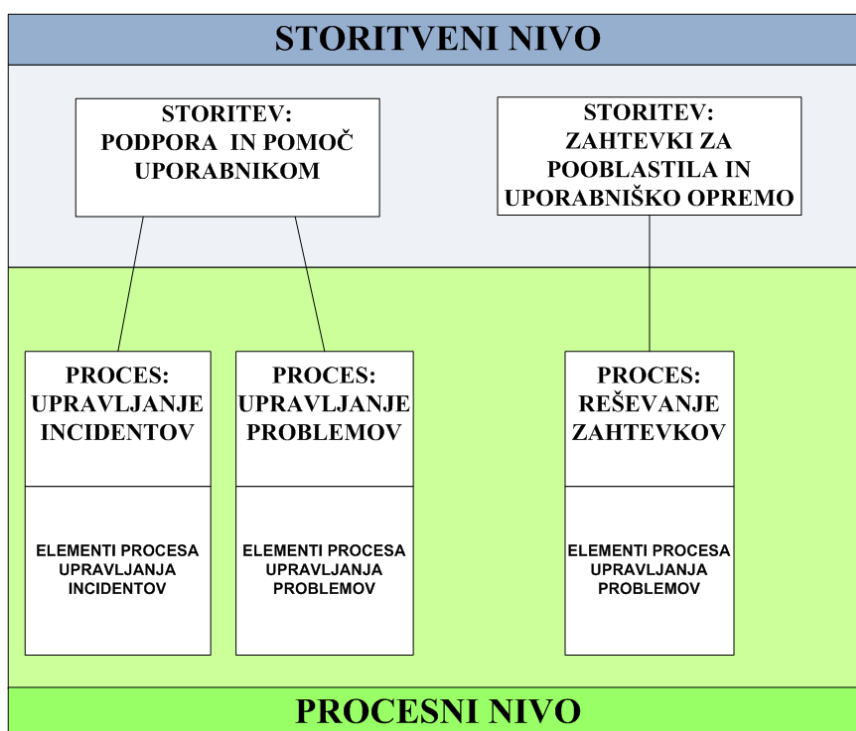 STORITVENI NIVO
STORITEV:
PODPORA IN POMOČ
UPORABNIKOM
STORITEV:
ZAHTEVKI ZA
POOBLASTILA IN
UPORABNIŠKO OPREMO
PROCES:
UPRAVLJANJE
INCIDENTOV
ELEMENTI PROCESA
UPRAVLJANJA
INCIDENTOV
PROCES:
UPRAVLJANJE
PROBLEMOV
ELEMENTI PROCESA
UPRAVLJANJA
PROBLEMOV
PROCES:
REŠEVANJE
ZAHTEVKOV
ELEMENTI PROCESA
UPRAVLJANJA
PROBLEMOV
PROCESNI NIVO